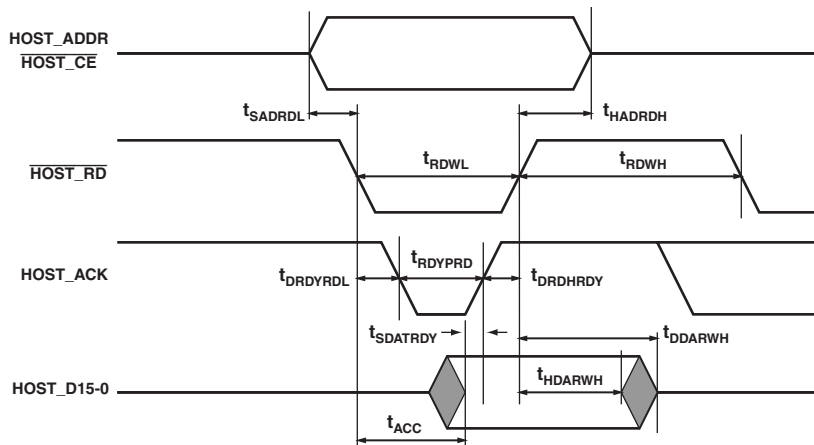 HOST_ADDR
HOST_CE
tSADRDL
tHADRDH
HOST_RD
tRDWL
tRDWH
HOST_ACK
tDRDYRDL
tRDYPRD
tDRDHRDY
tSDATRDY
tDDARWH
HOST_D15-0
tHDARWH
tACC